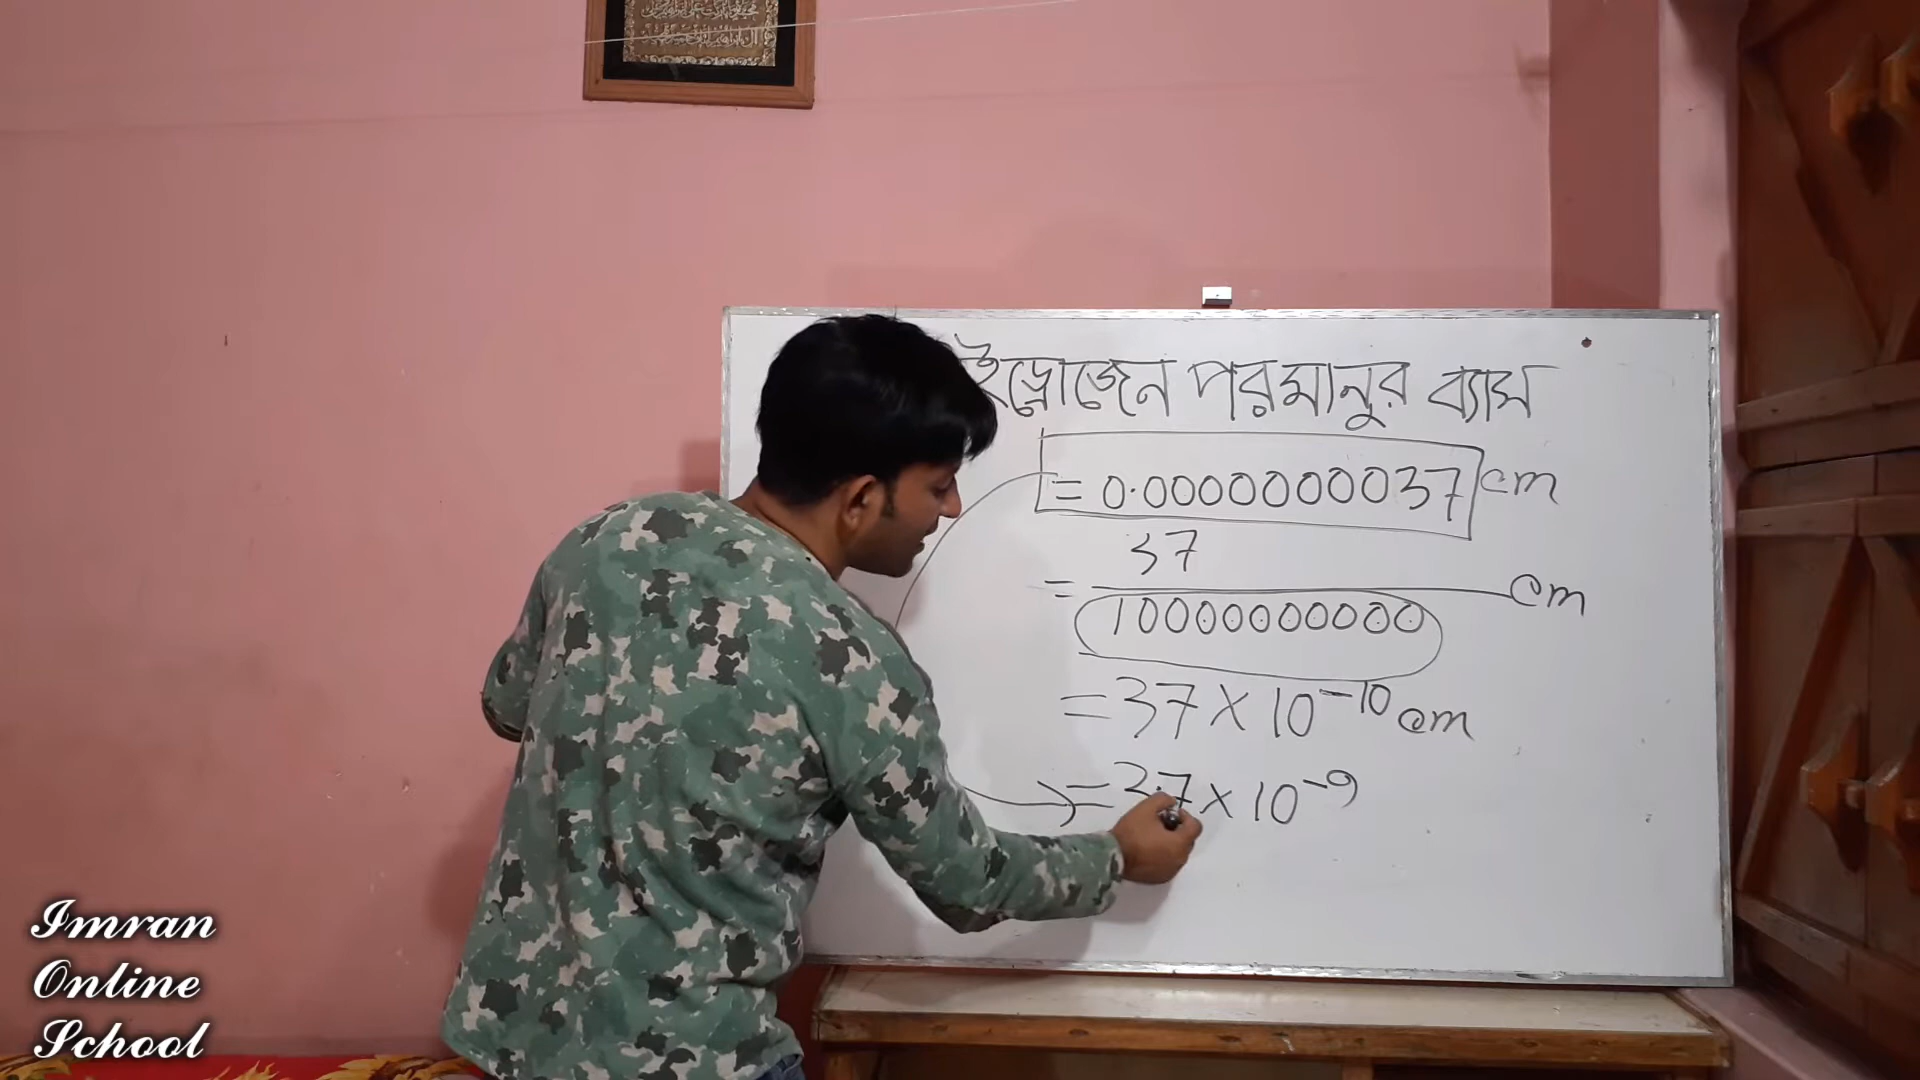 ইড্রোজেন পরমানুর ব্যাস
= 0.0000000037 cm
37
= cm
10000000000
= 37 × 10⁻¹⁰ cm
= 3.7 × 10⁻⁹
Imran
Online
School